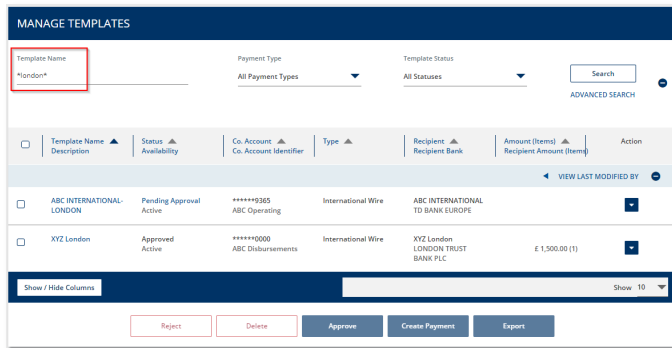 MANAGE TEMPLATES
Template Name Payment Type Template Status
*london* All Payment Types All Statuses Search
ADVANCED SEARCH
Template Name Status Co. Account Type Recipient Amount (Items) Action
Description Availability Co. Account Identifier Recipient Bank Recipient Amount (Items)
VIEW LAST MODIFIED BY
ABC INTERNATIONAL- Pending Approval ******9365 International Wire ABC INTERNATIONAL
LONDON Active ABC Operating TD BANK EUROPE
XYZ London Approved ******0000 International Wire XYZ London
Active ABC Disbursements LONDON TRUST £ 1,500.00 (1)
BANK PLC
Show / Hide Columns Show 10
Reject Delete Approve Create Payment Export